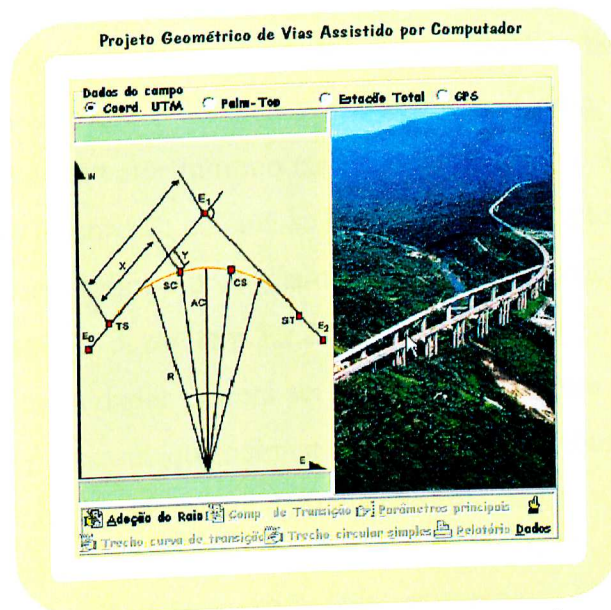 Projeto Geométrico de Vias Assistido por Computador
Dados do campo
Coord. UTM Palm-Top Estacão Total GPS
N
E1
X
Y
SC
CS
AC
TS
ST
E0
E2
R
E
Adoção do Raio Comp. de Transição Parâmetros principais
Trecho curva de transição Trecho circular simples Relatório Dados